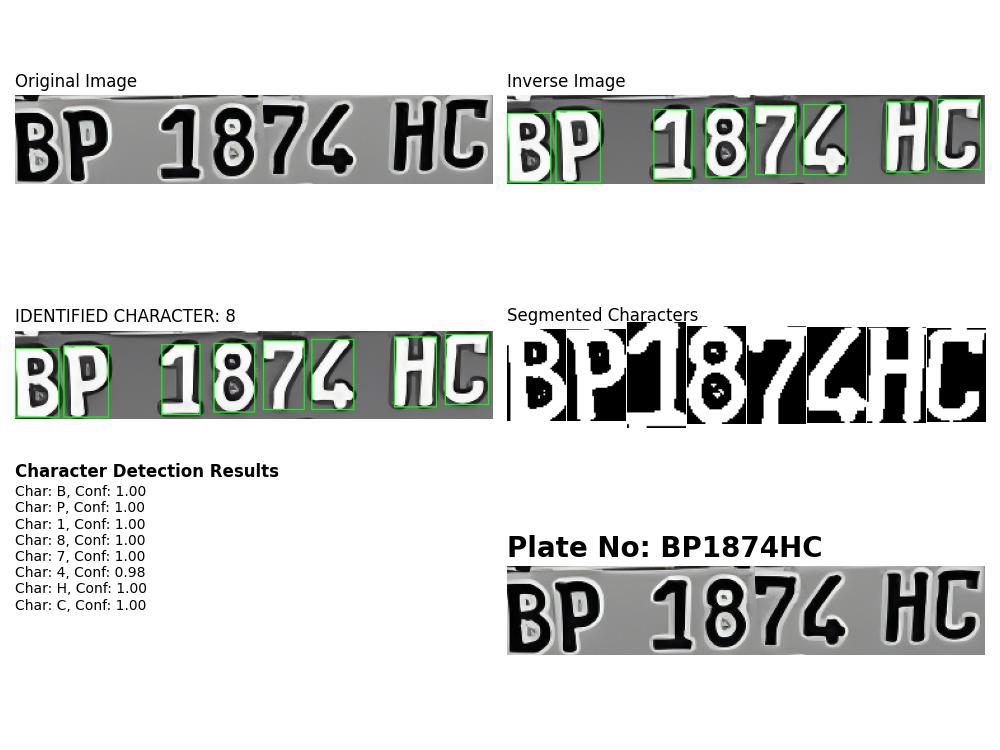 Original Image
BP 1874 HC
Inverse Image
BP 1874 HC
IDENTIFIED CHARACTER: 8
BP 1874 HC
Segmented Characters
BP1874HC
Character Detection Results
Char: B, Conf: 1.00
Char: P, Conf: 1.00
Char: 1, Conf: 1.00
Char: 8, Conf: 1.00
Char: 7, Conf: 1.00
Char: 4, Conf: 0.98
Char: H, Conf: 1.00
Char: C, Conf: 1.00
Plate No: BP1874HC
BP 1874 HC